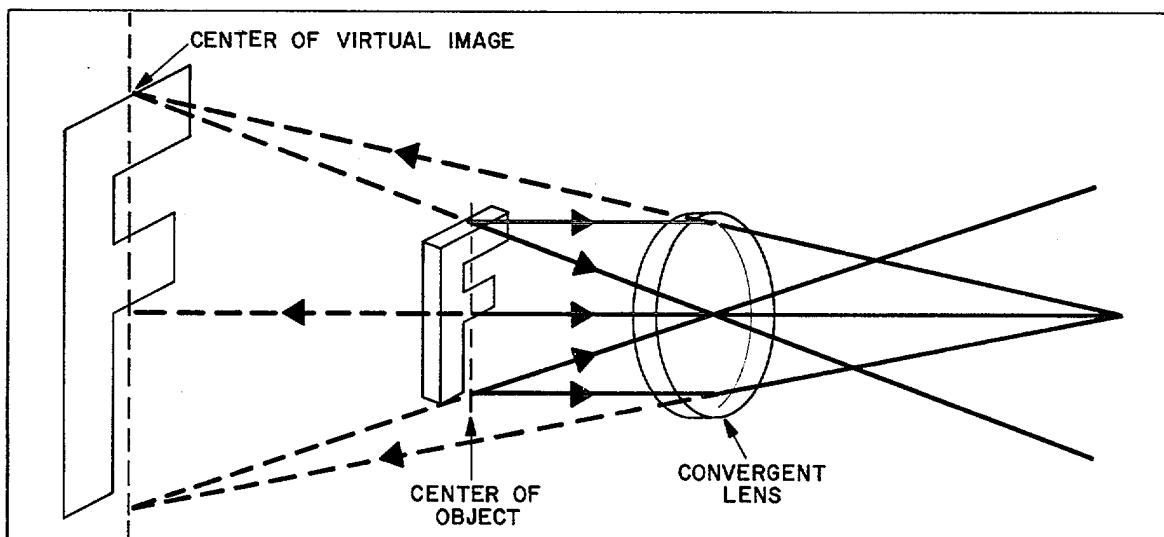 CENTER OF VIRTUAL IMAGE
CENTER OF
OBJECT
CONVERGENT
LENS